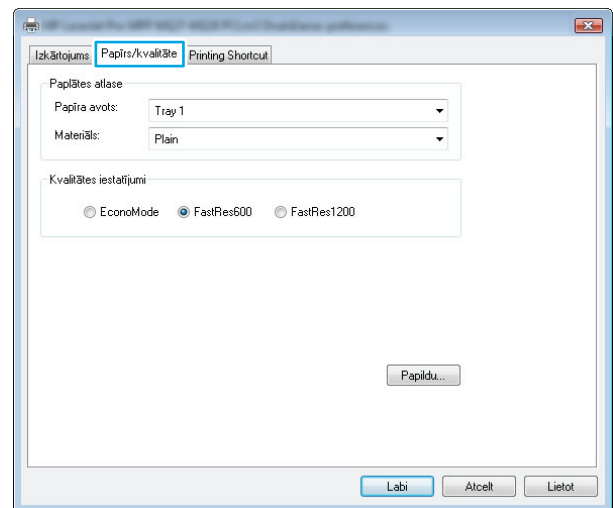 Izkārtojums Papīrs/kvalitāte Printing Shortcut
Paplātes atlase
Papīra avots: Tray 1
Materiāls: Plain
Kvalitātes iestatījumi
EconoMode FastRes600 FastRes1200
Papildu...
Labi Atcelt Lietot